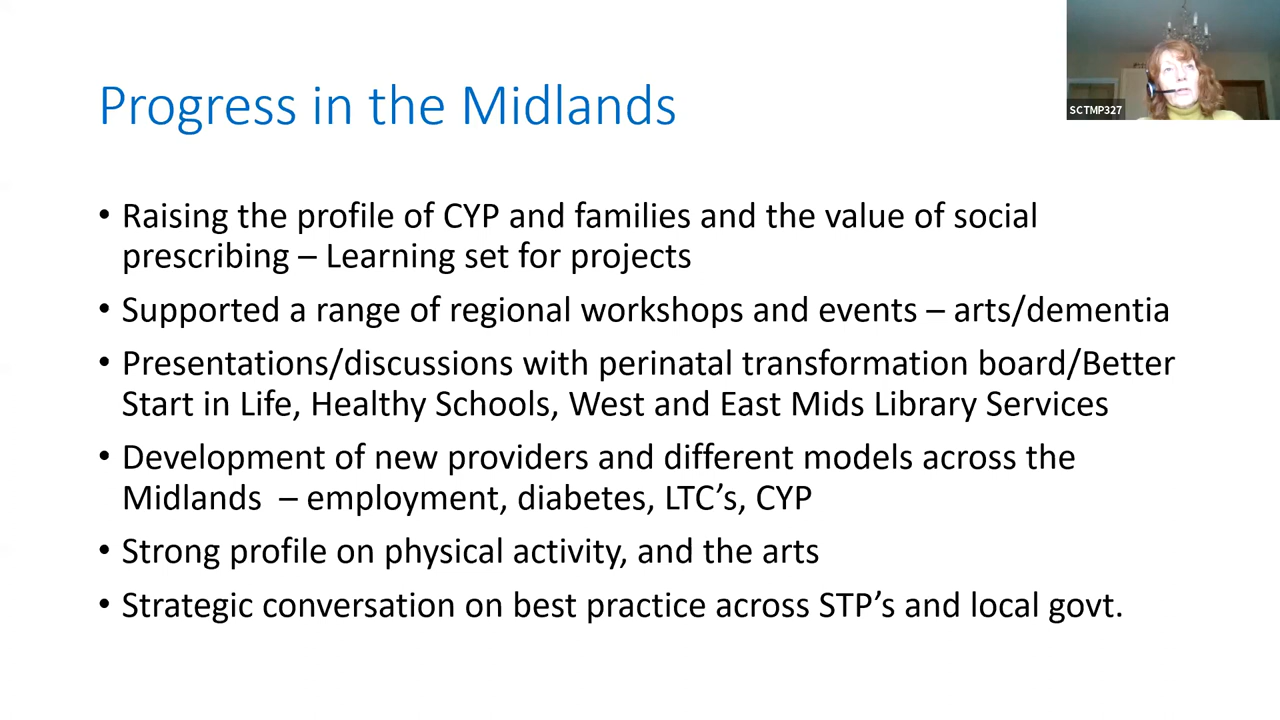 Progress in the Midlands
SCTMP327
• Raising the profile of CYP and families and the value of social
prescribing – Learning set for projects
• Supported a range of regional workshops and events – arts/dementia
• Presentations/discussions with perinatal transformation board/Better
Start in Life, Healthy Schools, West and East Mids Library Services
• Development of new providers and different models across the
Midlands  – employment, diabetes, LTC’s, CYP
• Strong profile on physical activity, and the arts
• Strategic conversation on best practice across STP’s and local govt.